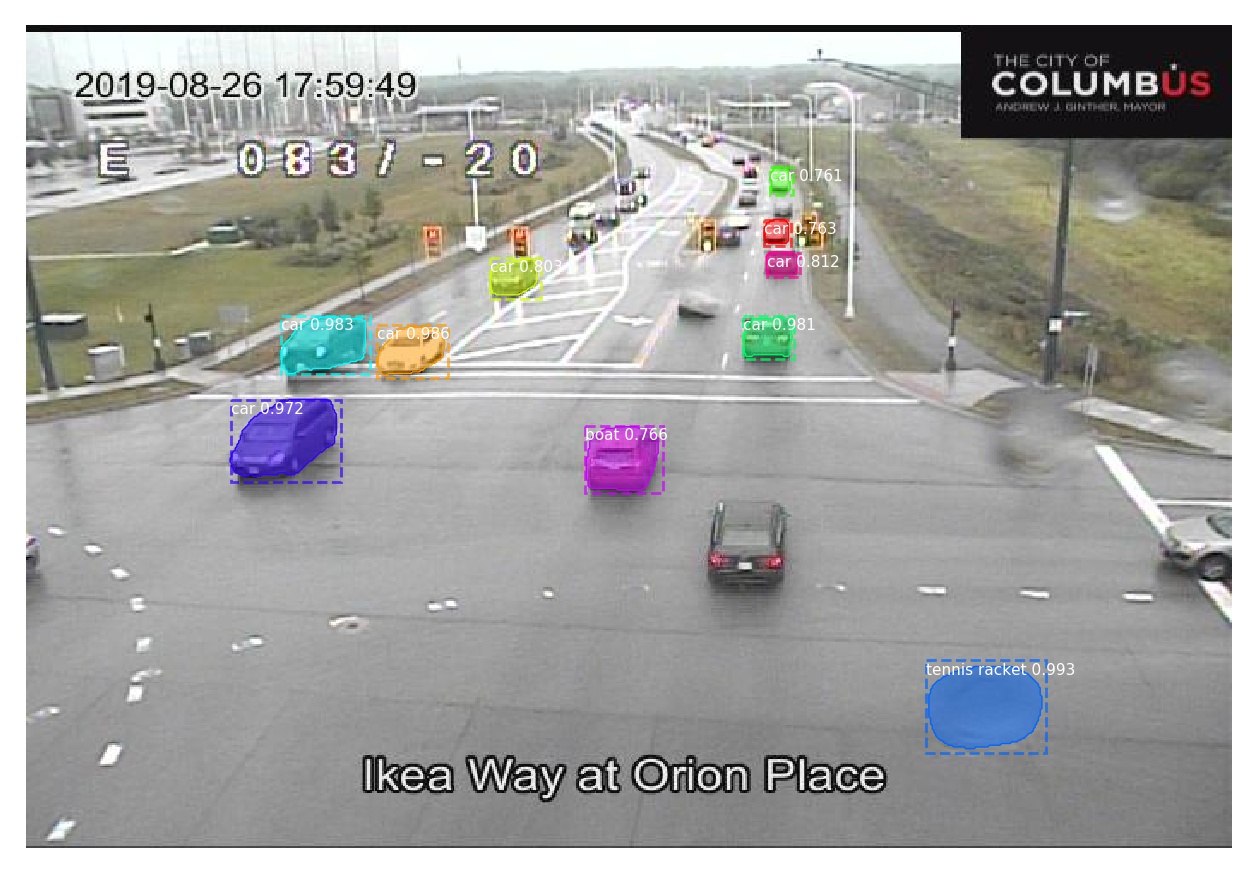 THE CITY OF
COLUMBUS
ANDREW J. GINTHER, MAYOR
2019-08-26 17:59:49
E 083/-20
car 0.761
car 0.763
car 0.812
car 0.803
car 0.983
car 0.986
car 0.981
car 0.972
boat 0.766
tennis racket 0.993
Ikea Way at Orion Place